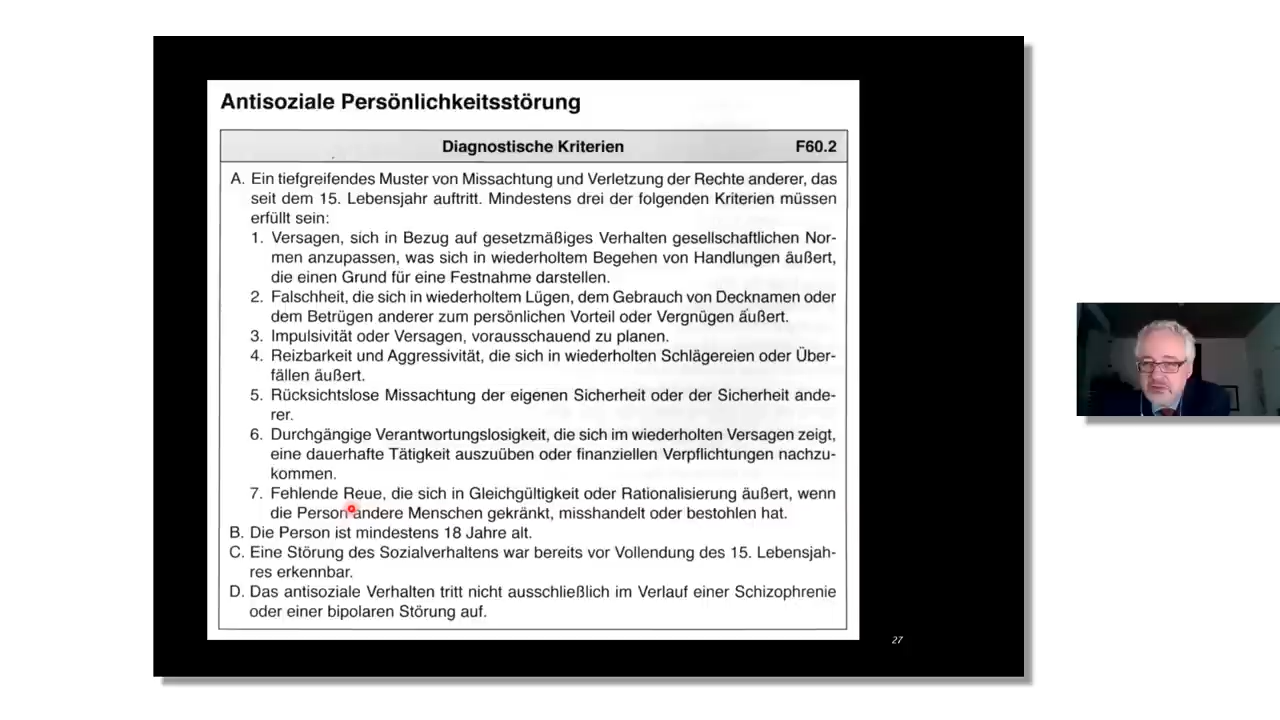 Antisoziale Persönlichkeitsstörung
Diagnostische Kriterien F60.2
A. Ein tiefgreifendes Muster von Missachtung und Verletzung der Rechte anderer, das
seit dem 15. Lebensjahr auftritt. Mindestens drei der folgenden Kriterien müssen
erfüllt sein:
1. Versagen, sich in Bezug auf gesetzmäßiges Verhalten gesellschaftlichen Nor-
men anzupassen, was sich in wiederholtem Begehen von Handlungen äußert,
die einen Grund für eine Festnahme darstellen.
2. Falschheit, die sich in wiederholtem Lügen, dem Gebrauch von Decknamen oder
dem Betrügen anderer zum persönlichen Vorteil oder Vergnügen äußert.
3. Impulsivität oder Versagen, vorausschauend zu planen.
4. Reizbarkeit und Aggressivität, die sich in wiederholten Schlägereien oder Über-
fällen äußert.
5. Rücksichtslose Missachtung der eigenen Sicherheit oder der Sicherheit ande-
rer.
6. Durchgängige Verantwortungslosigkeit, die sich im wiederholten Versagen zeigt,
eine dauerhafte Tätigkeit auszuüben oder finanziellen Verpflichtungen nachzu-
kommen.
7. Fehlende Reue, die sich in Gleichgültigkeit oder Rationalisierung äußert, wenn
die Person andere Menschen gekränkt, misshandelt oder bestohlen hat.
B. Die Person ist mindestens 18 Jahre alt.
C. Eine Störung des Sozialverhaltens war bereits vor Vollendung des 15. Lebensjah-
res erkennbar.
D. Das antisoziale Verhalten tritt nicht ausschließlich im Verlauf einer Schizophrenie
oder einer bipolaren Störung auf.
27